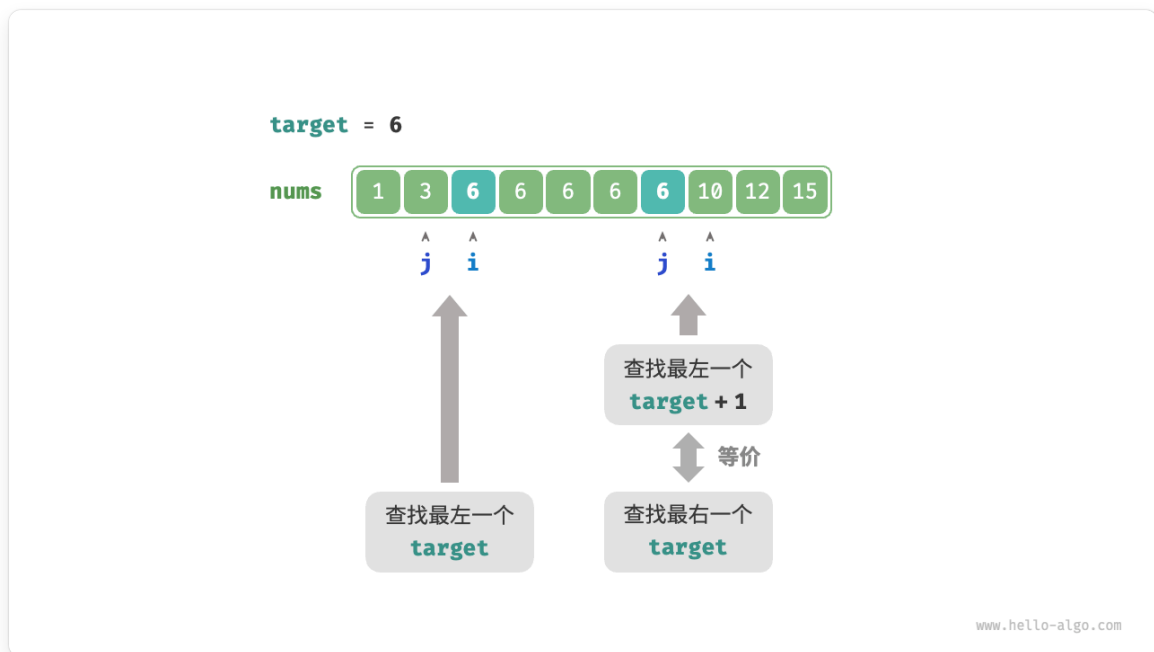 target = 6
nums 1 3 6 6 6 6 6 10 12 15
j i j i
查找最左一个
target + 1
等价
查找最左一个
target
查找最右一个
target
www.hello-algo.com